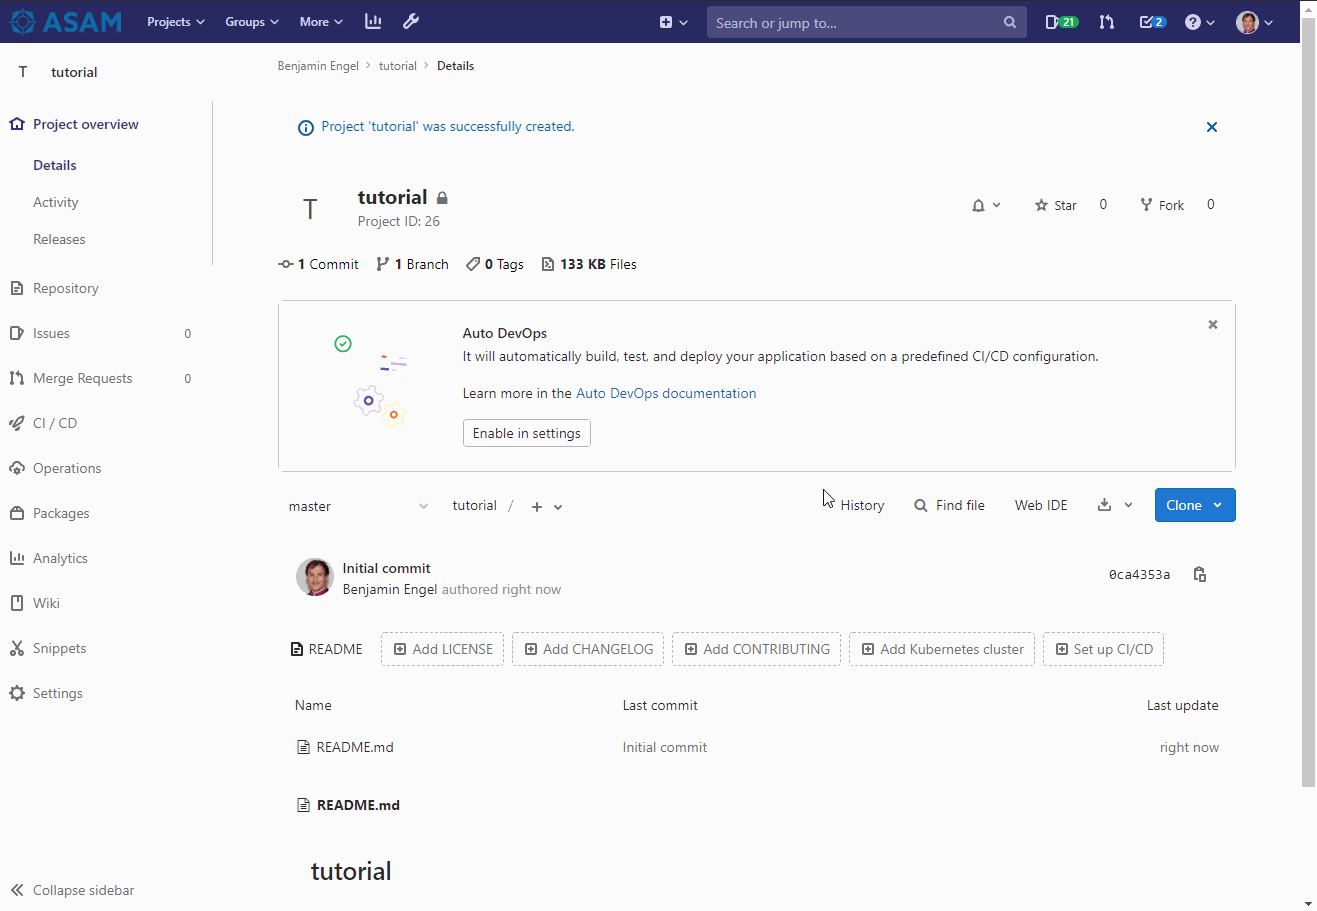 ASAM Projects Groups More Search or jump to... 21 2
T tutorial
Benjamin Engel > tutorial > Details
Project overview
Details
Activity
Releases
Repository
Issues 0
Merge Requests 0
CI / CD
Operations
Packages
Analytics
Wiki
Snippets
Settings
Collapse sidebar
Project 'tutorial' was successfully created.
T
tutorial
Project ID: 26
Star 0 Fork 0
1 Commit 1 Branch 0 Tags 133 KB Files
Auto DevOps
It will automatically build, test, and deploy your application based on a predefined CI/CD configuration.
Learn more in the Auto DevOps documentation
Enable in settings
master tutorial / + History Find file Web IDE Clone
Initial commit
Benjamin Engel authored right now
0ca4353a
README Add LICENSE Add CHANGELOG Add CONTRIBUTING Add Kubernetes cluster Set up CI/CD
Name Last commit Last update
README.md Initial commit right now
README.md
tutorial